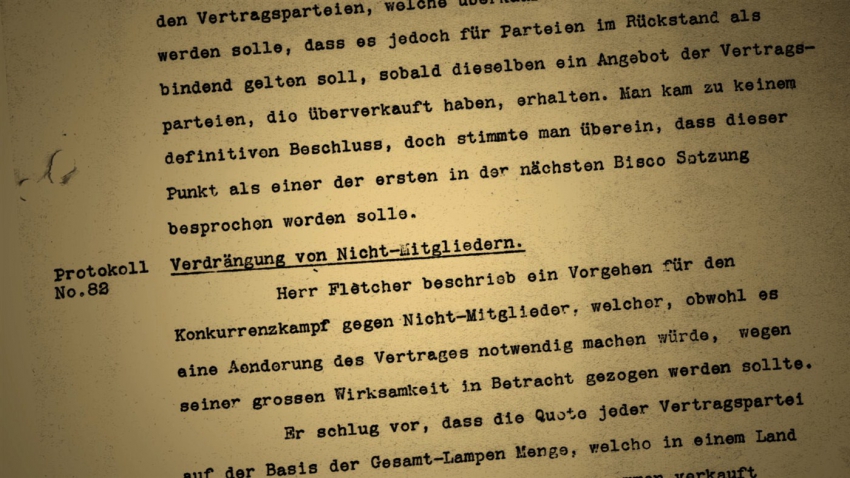 den Vertragsparteien, welche
werden solle, dass es jedoch für Parteien im Rückstand als
bindend gelten soll, sobald dieselben ein Angebot der Vertrags-
parteien, dio überverkauft haben, erhalten. Man kam zu keinem
definitiven Beschluss, doch stimmte man überein, dass dieser
Punkt als einer der ersten in der nächsten Bisco Setzung
besprochen worden solle.
Protokoll No.82
Verdrängung von Nicht-Mitgliedern.
Herr Fletcher beschrieb ein Vorgehen für den
Konkurrenzkampf gegen Nicht-Mitglieder, welcher, obwohl es
eine Aenderung des Vertrages notwendig machen würde, wegen
seiner grossen Wirksamkeit in Betracht gezogen werden sollte.
Er schlug vor, dass die Quote jeder Vertragspartei
auf der Basis der Gesamt-Lampen Menge, welcho in einem Land
verkauft